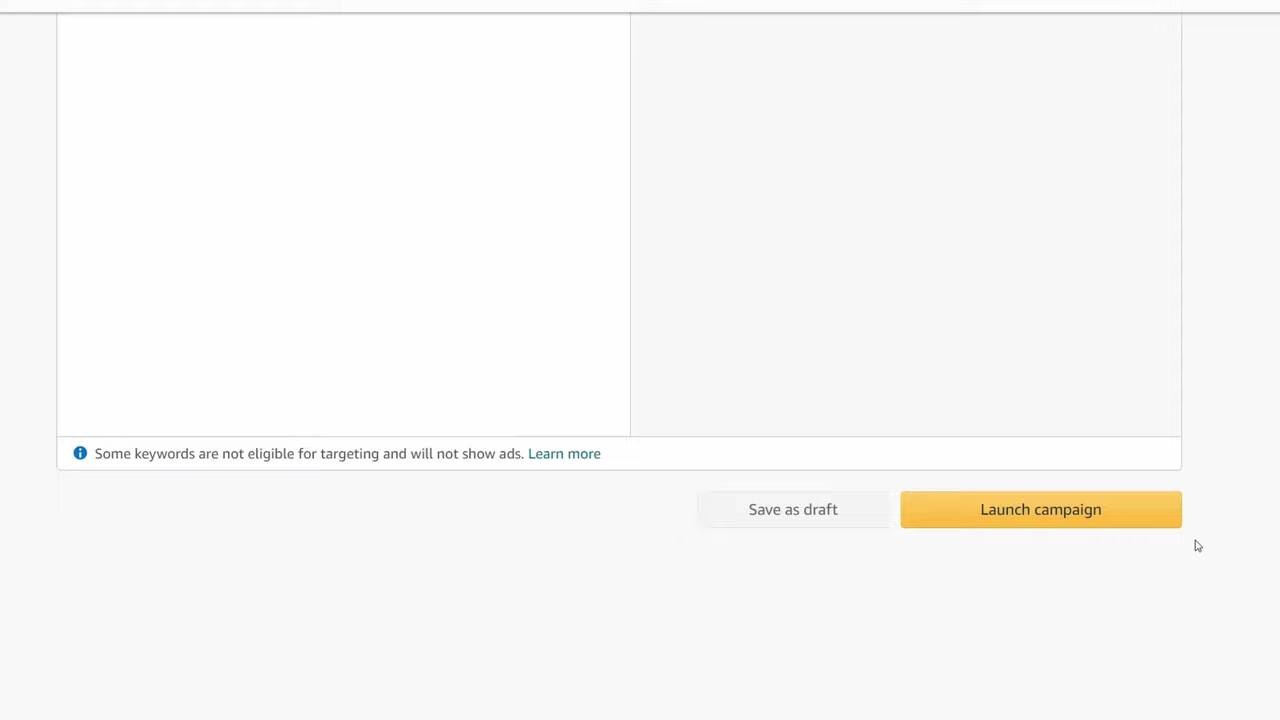 Some keywords are not eligible for targeting and will not show ads. Learn more
Save as draft
Launch campaign